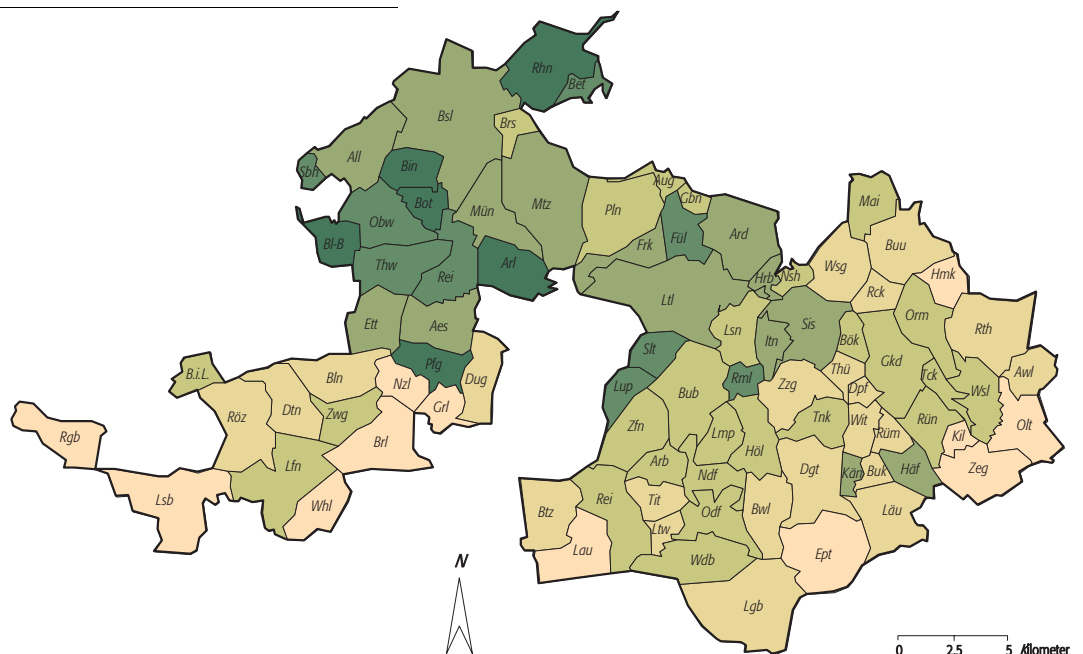 Rhn
Bet
Bsl
Brs
All
Sbh
Bin
Bot
Obw
Mün
Mtz
Aug
Gbn
Pln
Frk
Fül
Ard
Mai
Bl-B
Thw
Rei
Arl
Buu
Wsg
Hmk
Hrb
Nsh
Rck
Ltl
Ett
Aes
Lsn
Itn
Sis
Bök
Orm
Rth
Slt
Pfg
Dug
B.i.L.
Bln
Nzl
Grl
Lup
Rml
Bub
Zzg
Thü
Dpf
Gkd
Tck
Wsl
Awl
Röz
Dtn
Zwg
Brl
Rgb
Zfn
Lmp
Höl
Tnk
Wit
Rüm
Rün
Kil
Olt
Lfn
Lsb
Whl
Arb
Ndf
Dgt
Kän
Buk
Häf
Zeg
Btz
Rei
Tit
Ltw
Odf
Bwl
Läu
Lau
Wdb
Ept
Lgb
N
0 2.5 5 Kilometer